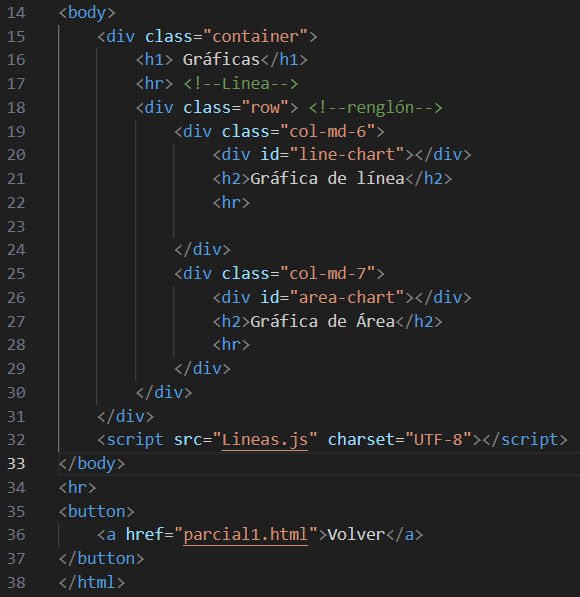 14 <body>
15     <div class="container">
16         <h1> Gráficas</h1>
17         <hr> <!--Linea-->
18         <div class="row"> <!--renglón-->
19             <div class="col-md-6">
20                 <div id="line-chart"></div>
21                 <h2>Gráfica de línea</h2>
22                 <hr>
23
24             </div>
25             <div class="col-md-7">
26                 <div id="area-chart"></div>
27                 <h2>Gráfica de Área</h2>
28                 <hr>
29             </div>
30         </div>
31     </div>
32     <script src="Lineas.js" charset="UTF-8"></script>
33 </body>
34 <hr>
35 <button>
36     <a href="parcial1.html">Volver</a>
37 </button>
38 </html>